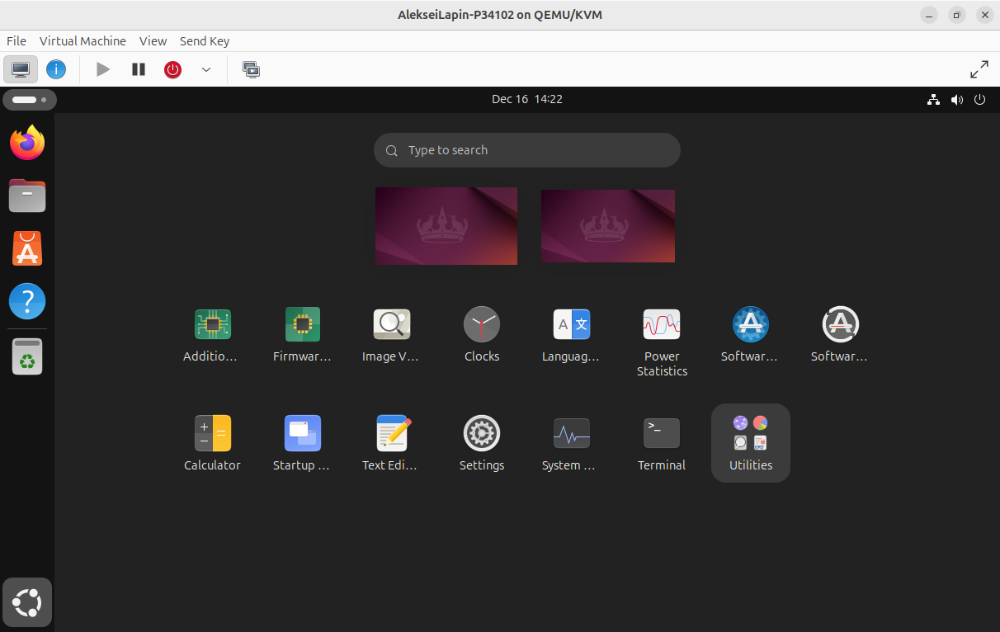 AlekseiLapin-P34102 on QEMU/KVM
File Virtual Machine View Send Key
Dec 16 14:22
Type to search
Additio… Firmwar… Image V… Clocks Languag… Power Statistics Softwar… Softwar…
Calculator Startup … Text Edi… Settings System … Terminal Utilities